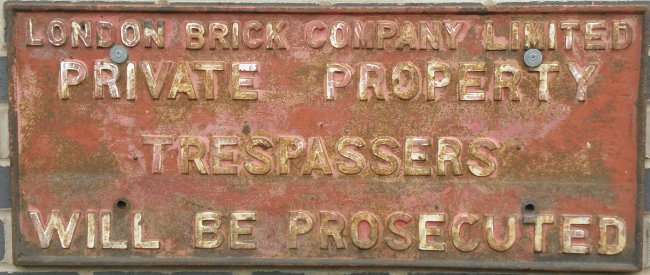 LONDON BRICK COMPANY LIMITED
PRIVATE PROPERTY
TRESPASSERS
WILL BE PROSECUTED